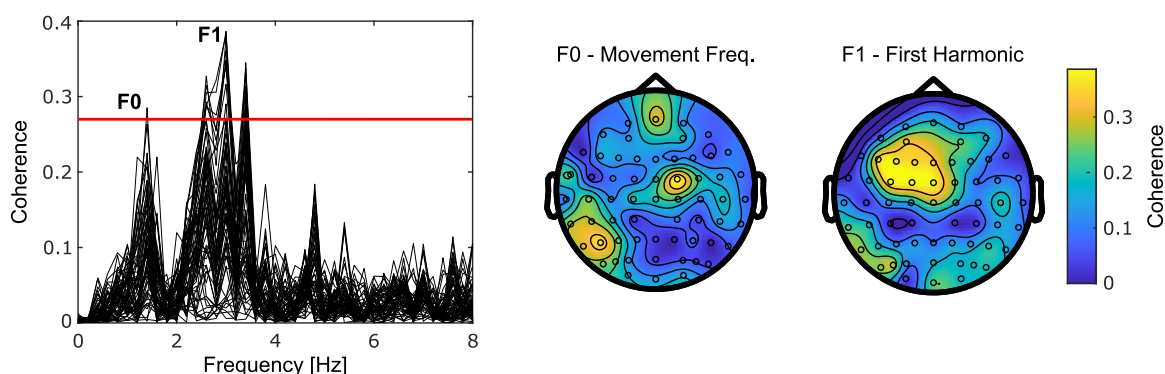 0.4
0.3
0.2
0.1
0
Coherence
F0
F1
0
2
4
6
8
Frequency [Hz]
F0 - Movement Freq.
F1 - First Harmonic
0.3
0.2
0.1
0
Coherence